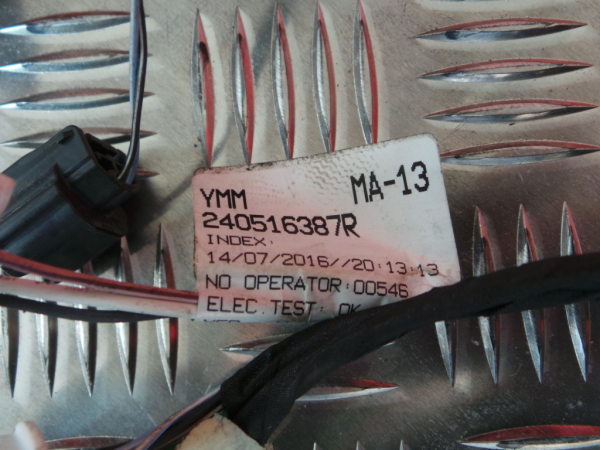 YMM MA-13
240516387R
INDEX:
14/07/2016//20:13:13
NO OPERATOR:00546
ELEC.TEST: OK